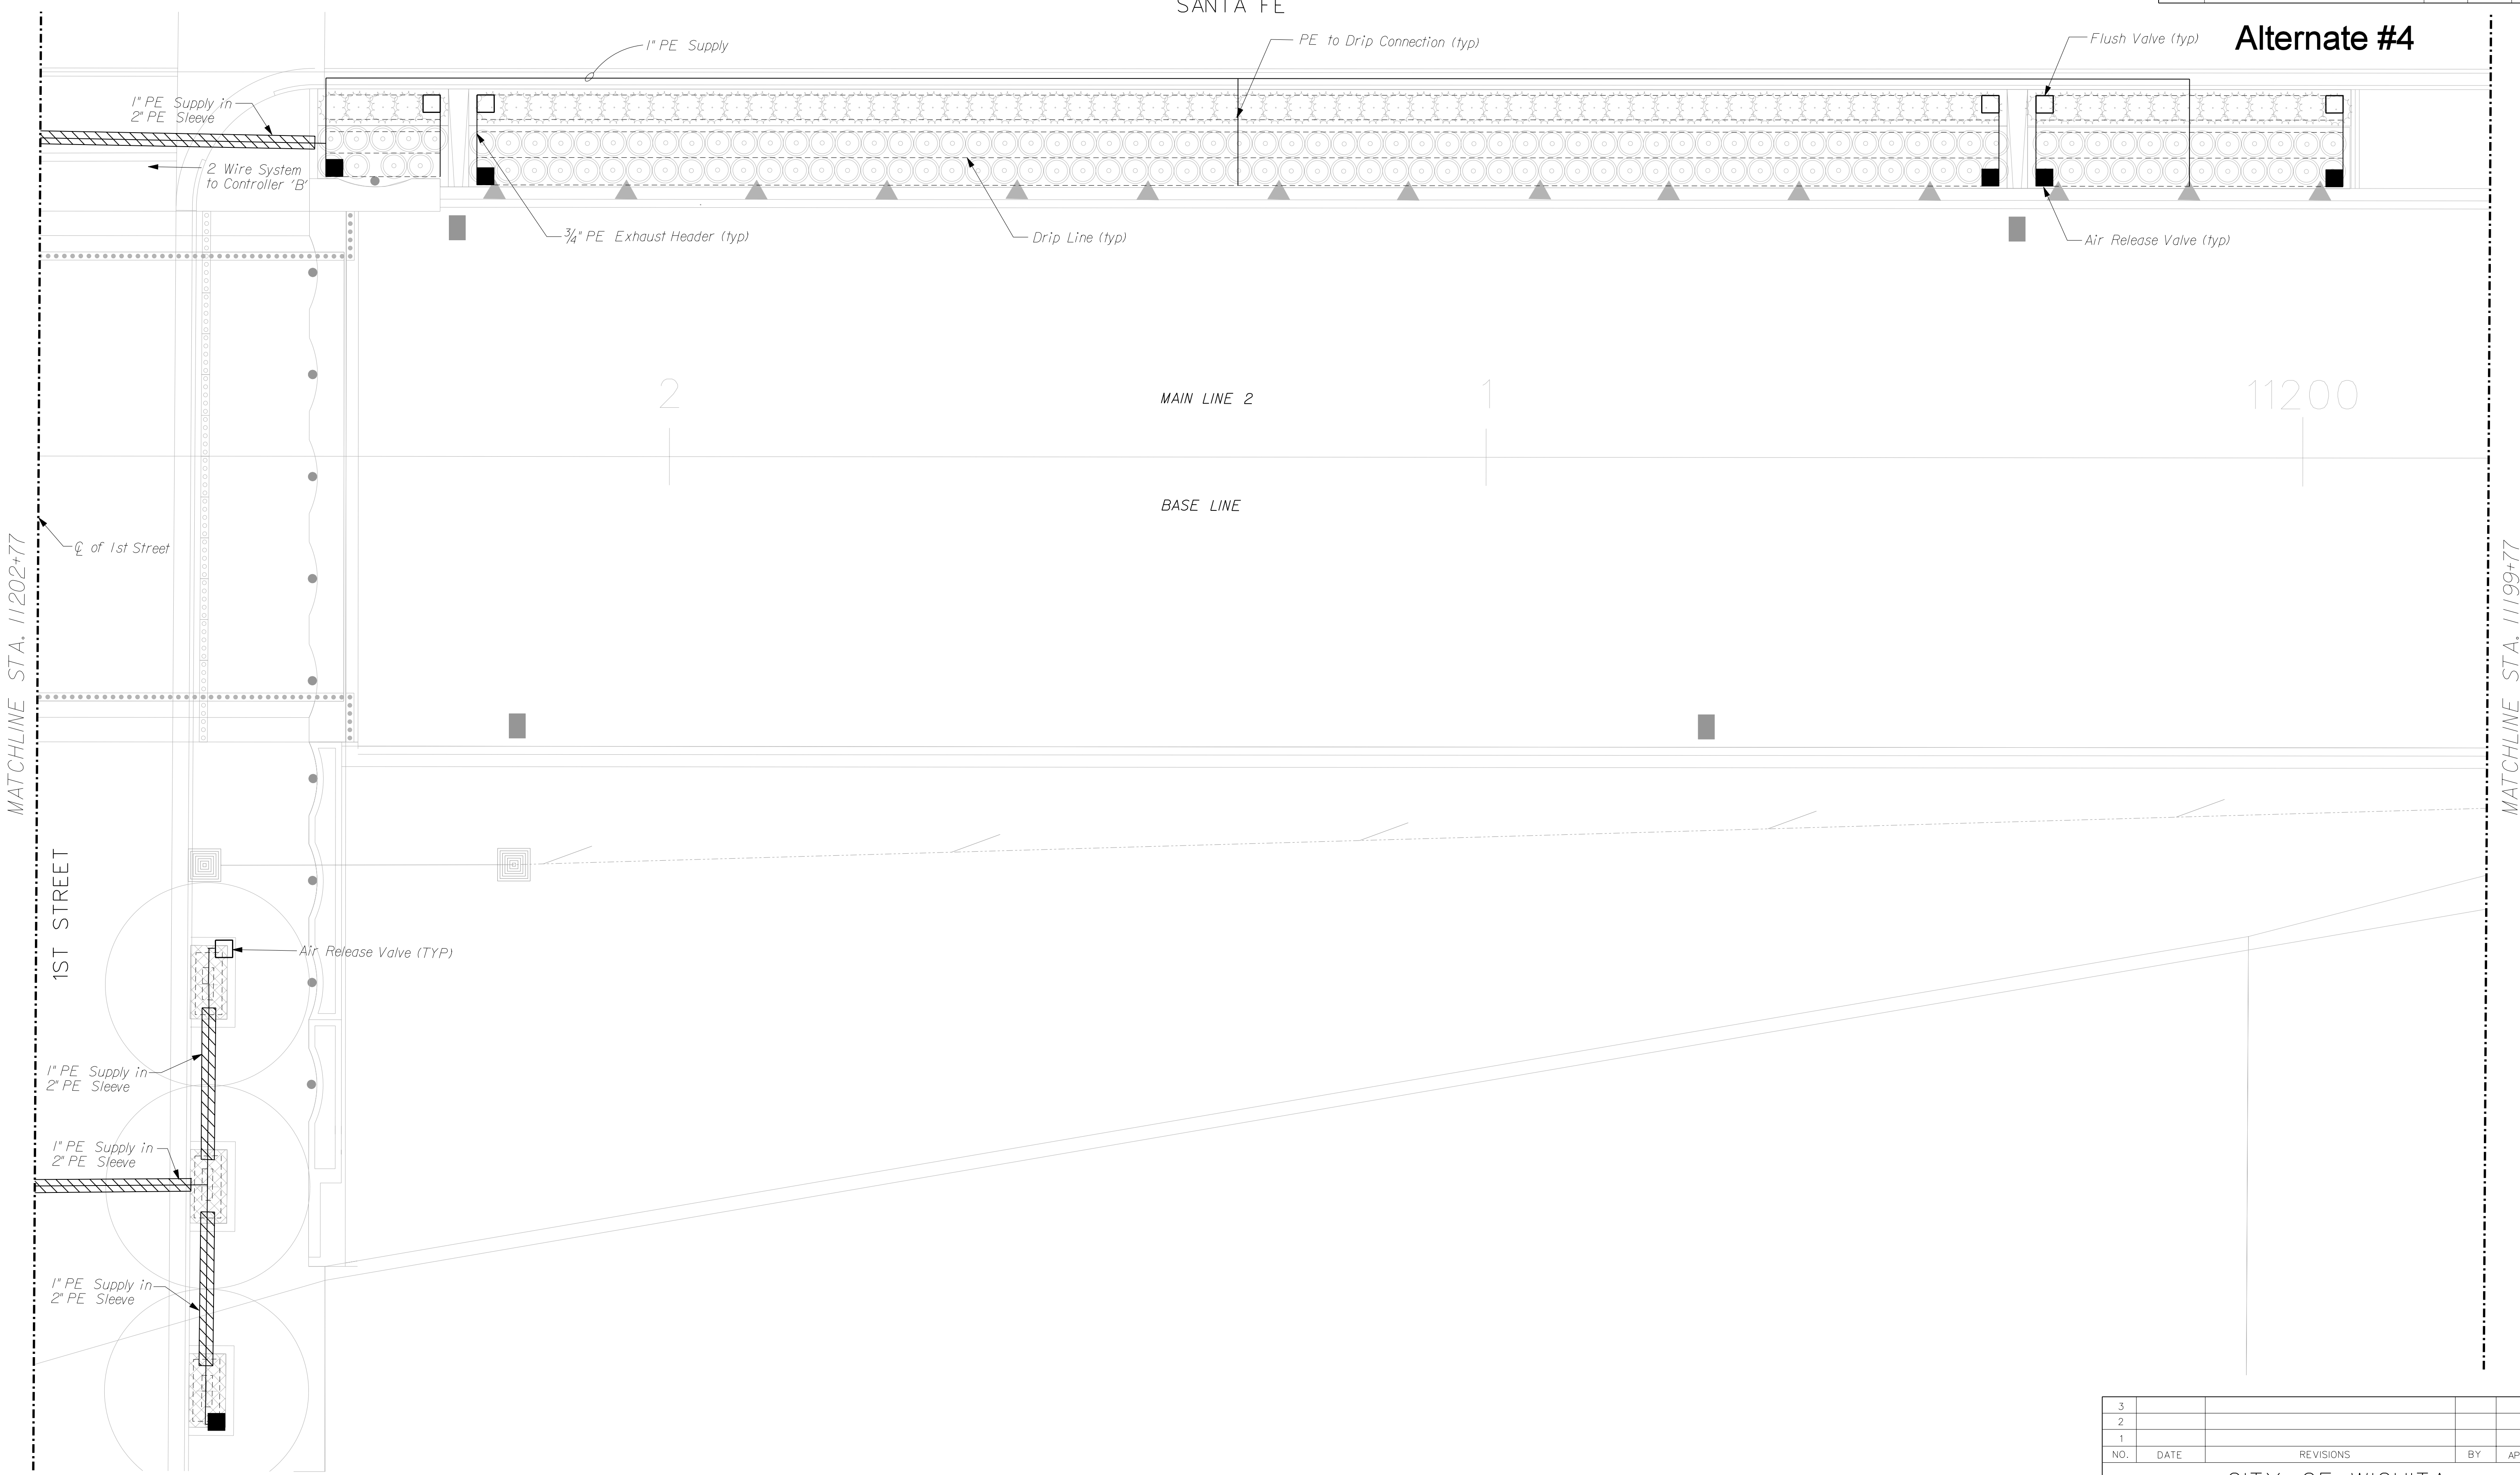 SANTA FE
Alternate #4
1" PE Supply
PE to Drip Connection (typ)
Flush Valve (typ)
1" PE Supply in
2" PE Sleeve
2 Wire System
to Controller 'B'
3/4" PE Exhaust Header (typ)
Drip Line (typ)
Air Release Valve (typ)
2
1
11200
MAIN LINE 2
BASE LINE
℄ of 1st Street
MATCHLINE STA. 11202+77
MATCHLINE STA. 11199+77
1ST STREET
Air Release Valve (TYP)
1" PE Supply in
2" PE Sleeve
1" PE Supply in
2" PE Sleeve
1" PE Supply in
2" PE Sleeve
3
2
1
NO. DATE REVISIONS BY
CITY OF WICHITA